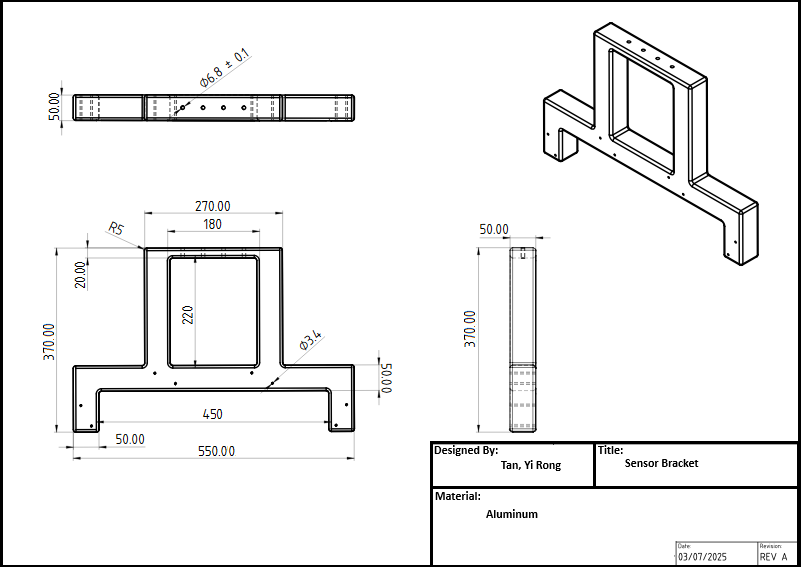 Ø6.8 ± 0.1
50.00
270.00
R5
180
20.00
220
370.00
Ø3.4
50.00
450
50.00
550.00
50.00
370.00
Designed By:
Tan, Yi Rong
Title:
Sensor Bracket
Material:
Aluminum
Date:
03/07/2025
Revision:
REV A